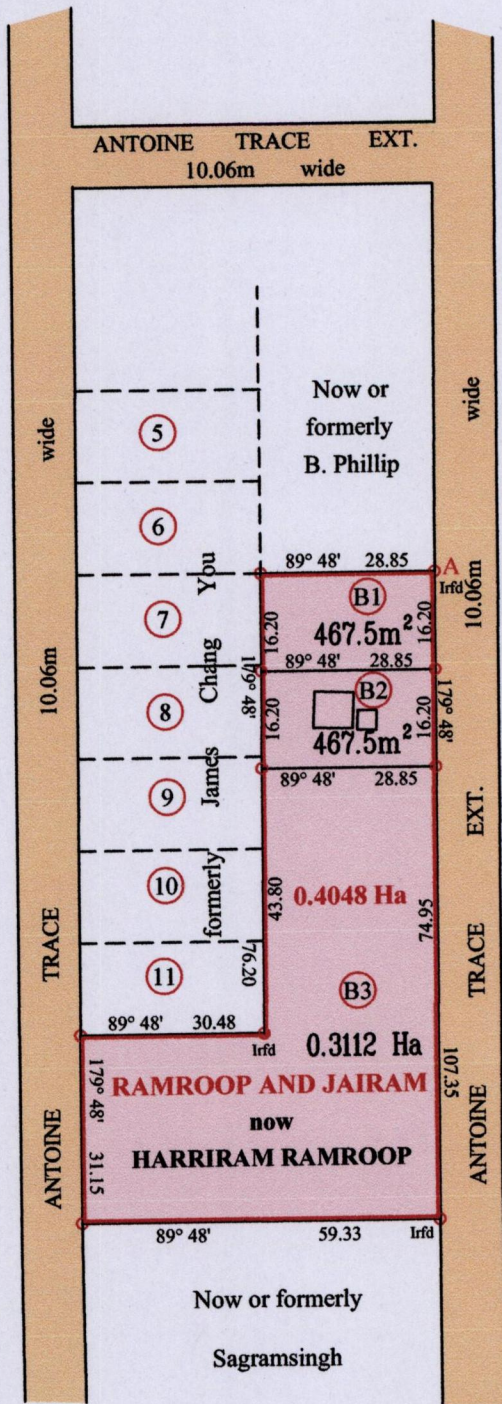 ANTOINE TRACE EXT.
10.06m wide
wide
10.06m
TRACE
ANTOINE
wide
10.06m
EXT.
TRACE
ANTOINE
Now or
formerly
B. Phillip
5
6
7
8
9
10
11
You
Chang
James
formerly
89° 48' 28.85
A
Irfd
B1
16.20
467.5m²
16.20
89° 48' 28.85
179° 48'
B2
179° 48'
16.20
467.5m²
16.20
89° 48' 28.85
43.80
0.4048 Ha
74.95
76.20
B3
89° 48' 30.48
Irfd
0.3112 Ha
107.35
179° 48' 31.15
RAMROOP AND JAIRAM
now
HARRIRAM RAMROOP
89° 48' 59.33
Irfd
Now or formerly
Sagramsingh